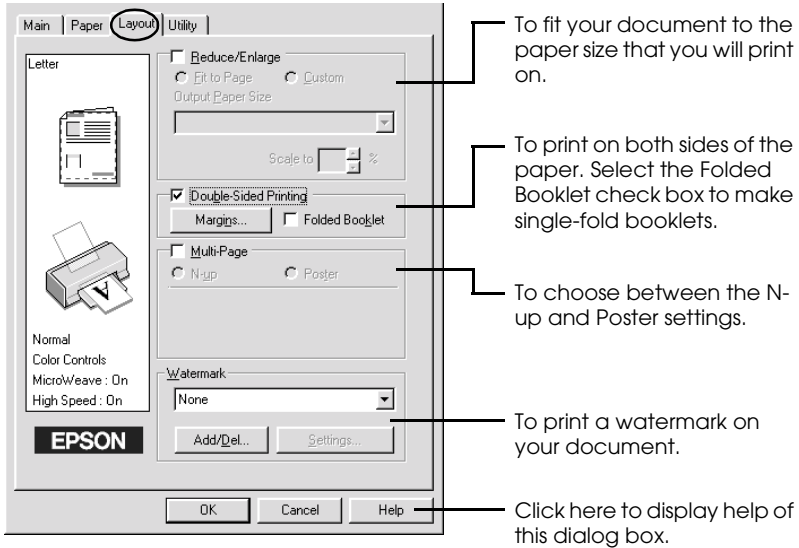 Main Paper Layout Utility
Letter
Reduce/Enlarge
Fit to Page Custom
Output Paper Size
Scale to %
Double-Sided Printing
Margins... Folded Booklet
Multi-Page
N-up Poster
A
Normal
Color Controls
MicroWeave : On
High Speed : On
EPSON
Watermark
None
Add/Del... Settings...
OK Cancel Help
To fit your document to the
paper size that you will print
on.
To print on both sides of the
paper. Select the Folded
Booklet check box to make
single-fold booklets.
To choose between the N-
up and Poster settings.
To print a watermark on
your document.
Click here to display help of
this dialog box.